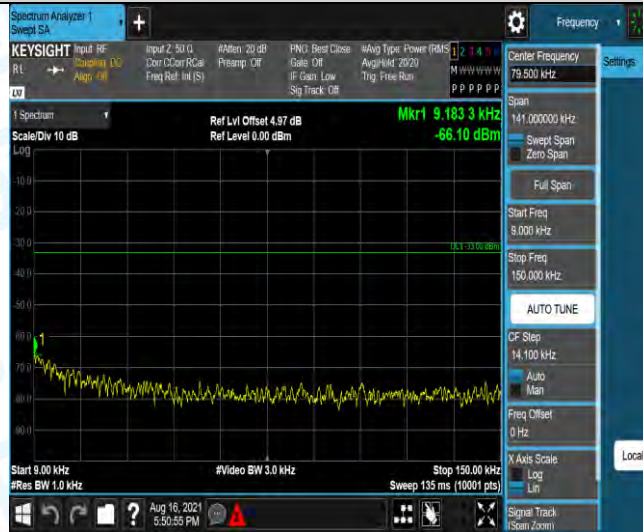 Spectrum Analyzer 1
Swept SA
Frequency
KEYSIGHT
RL
Input: RF
Coupling: DC
Align: Off
Input Z: 50 Ω
Corr CCorr RCal
Freq Ref: Int (S)
#Atten: 20 dB
Preamp: Off
PNO: Best Close
Gate: Off
IF Gain: Low
Sig Track: Off
#Avg Type: Power (RMS
Avg|Hold: 20/20
Trig: Free Run
1 2 3 4 5 6
M W W W W W
P P P P P P
LXI
1 Spectrum
Scale/Div 10 dB
Log
Ref Lvl Offset 4.97 dB
Ref Level 0.00 dBm
Mkr1 9.183 3 kHz
-66.10 dBm
-10.0
-20.0
-30.0
DL1 -33.00 dBm
-40.0
-50.0
-60.0
1
-70.0
-80.0
-90.0
Start 9.00 kHz
#Res BW 1.0 kHz
#Video BW 3.0 kHz
Stop 150.00 kHz
Sweep 135 ms (10001 pts)
Aug 16, 2021
5:50:55 PM
Center Frequency
79.500 kHz
Settings
Span
141.000000 kHz
Swept Span
Zero Span
Full Span
Start Freq
9.000 kHz
Stop Freq
150.000 kHz
AUTO TUNE
CF Step
14.100 kHz
Auto
Man
Freq Offset
0 Hz
X Axis Scale
Log
Lin
Local
Signal Track
(Span Zoom)